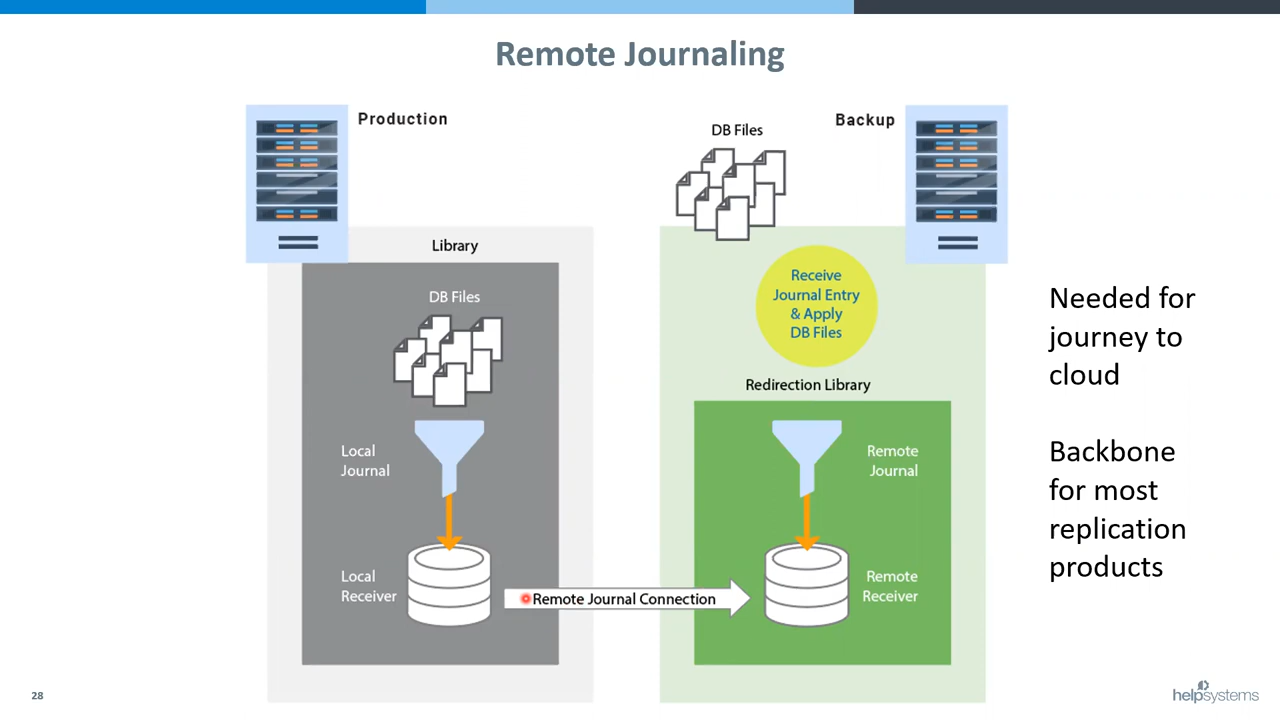 Remote Journaling
Production
Library
DB Files
Local
Journal
Local
Receiver
Remote Journal Connection
DB Files
Backup
Receive
Journal Entry
& Apply
DB Files
Redirection Library
Remote
Journal
Remote
Receiver
Needed for
journey to
cloud
Backbone
for most
replication
products
28
helpsystems